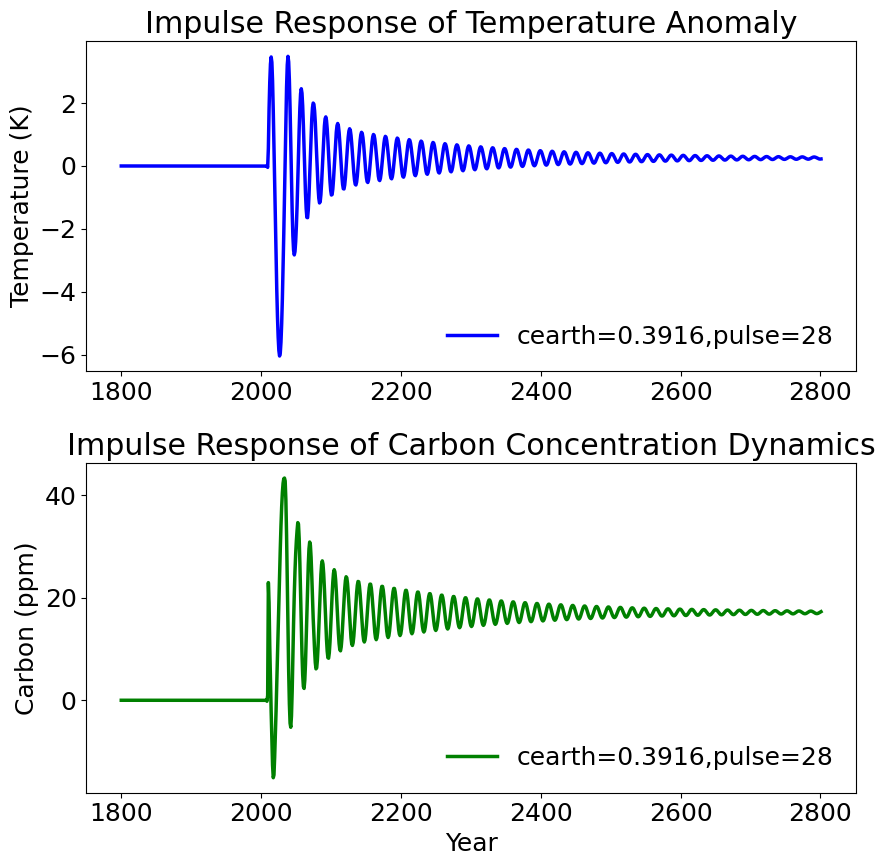 Impulse Response of Temperature Anomaly
Temperature (K)
2
0
−2
−4
−6
cearth=0.3916,pulse=28
1800 2000 2200 2400 2600 2800
Impulse Response of Carbon Concentration Dynamics
Carbon (ppm)
40
20
0
cearth=0.3916,pulse=28
1800 2000 2200 2400 2600 2800
Year